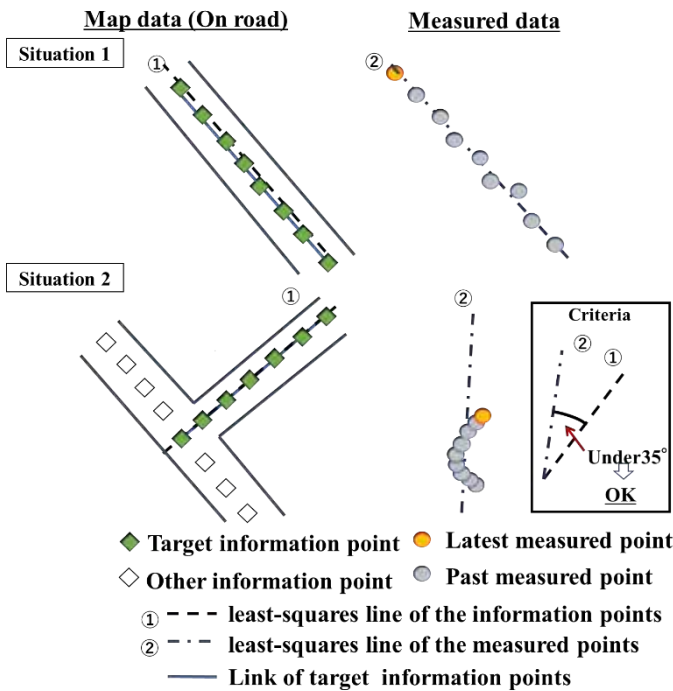 Map data (On road)
Measured data
Situation 1
①
②
Situation 2
①
②
Criteria
②
①
Under35°
OK
Target information point
Latest measured point
Other information point
Past measured point
① least-squares line of the information points
② least-squares line of the measured points
Link of target information points